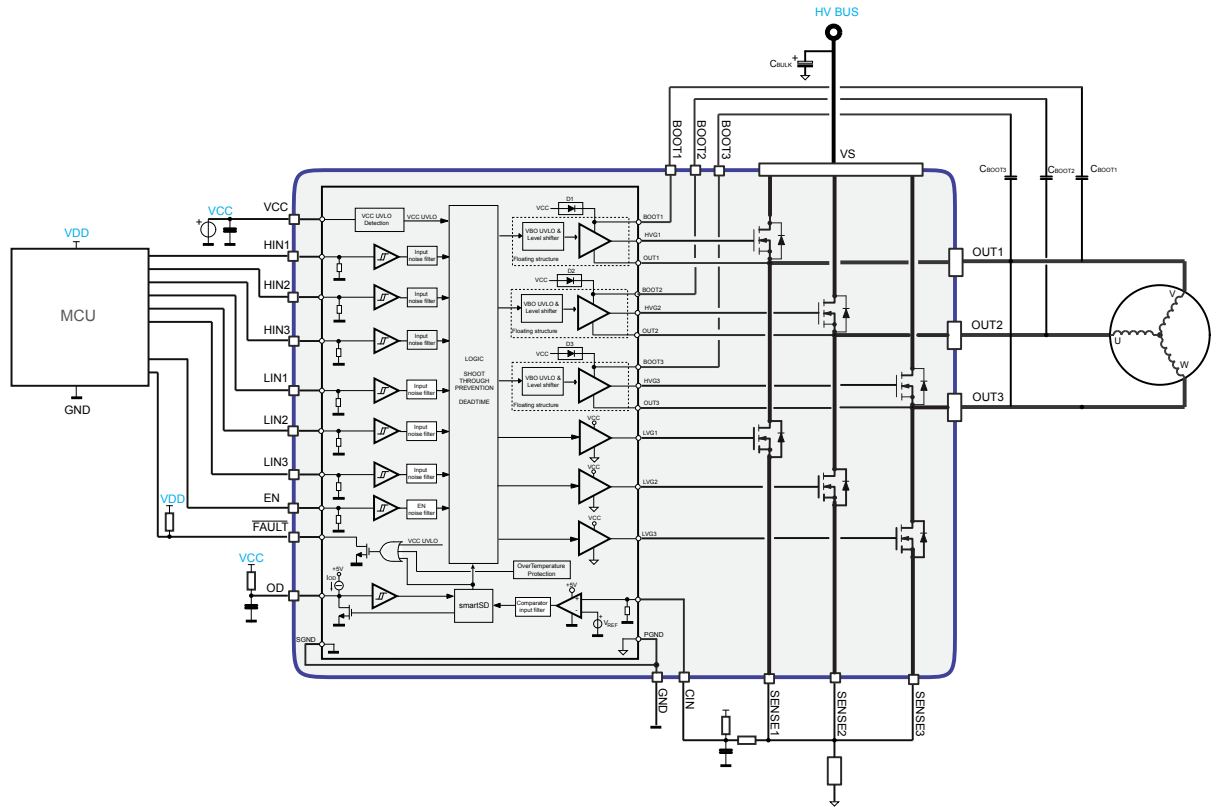 HV BUS
CBULK
+
BOOT1
BOOT2
BOOT3
VS
CBOOT3
CBOOT2
CBOOT1
VCC
VCC
+
VCC UVLO
Detection
VCC UVLO
VDD
MCU
GND
HIN1
HIN2
HIN3
LIN1
LIN2
LIN3
EN
FAULT
VDD
VCC
OD
Input
noise filter
Input
noise filter
Input
noise filter
Input
noise filter
Input
noise filter
Input
noise filter
EN
noise filter
LOGIC
SHOOT
THROUGH
PREVENTION
DEADTIME
D1
VCC
VBO UVLO &
Level shifter
Floating structure
BOOT1
HVG1
OUT1
D2
VCC
VBO UVLO &
Level shifter
Floating structure
BOOT2
HVG2
OUT2
D3
VCC
VBO UVLO &
Level shifter
Floating structure
BOOT3
HVG3
OUT3
VCC
LVG1
VCC
LVG2
VCC
LVG3
VCC UVLO
OverTemperature
Protection
+5V
IOD
smartSD
Comparator
input filter
+5V
+
-
+
VREF
SGND
PGND
GND
CIN
SENSE1
SENSE2
SENSE3
OUT1
OUT2
OUT3
V
U
W